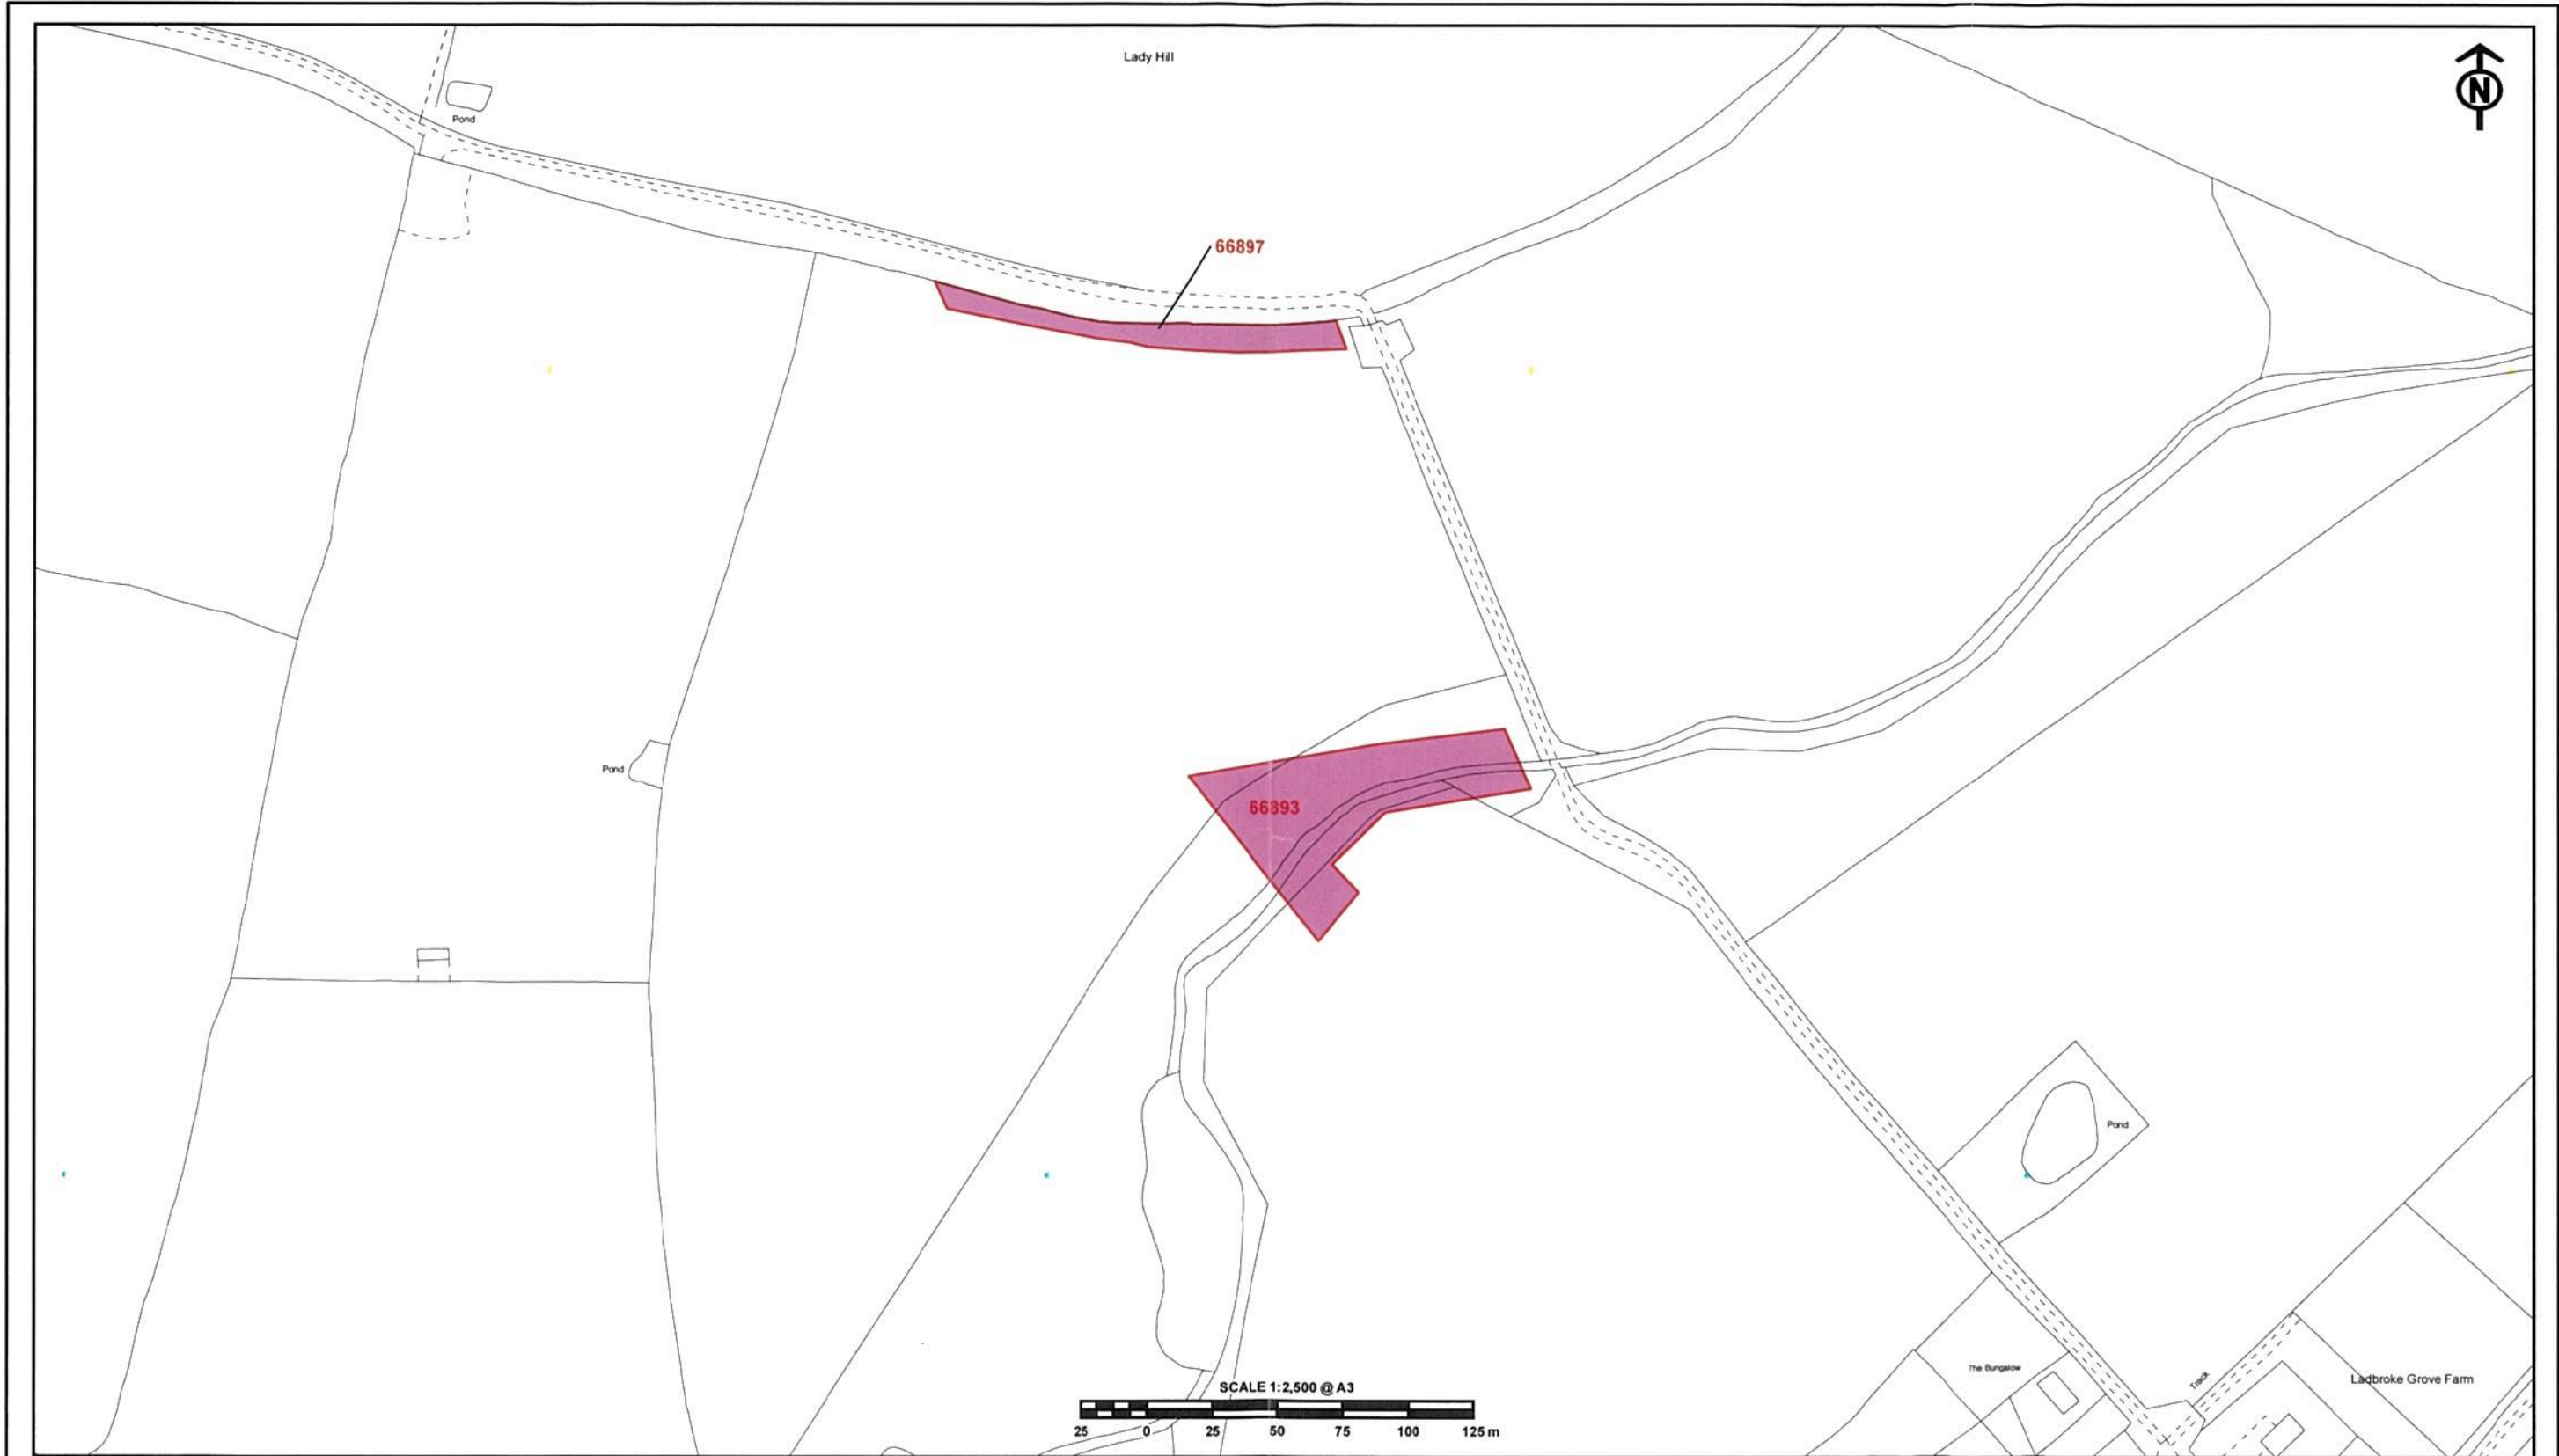 Lady Hill
N
Pond
66897
Pond
66893
Pond
SCALE 1:2,500 @ A3
25 0 25 50 75 100 125 m
The Bungalow
Track
Ladbroke Grove Farm